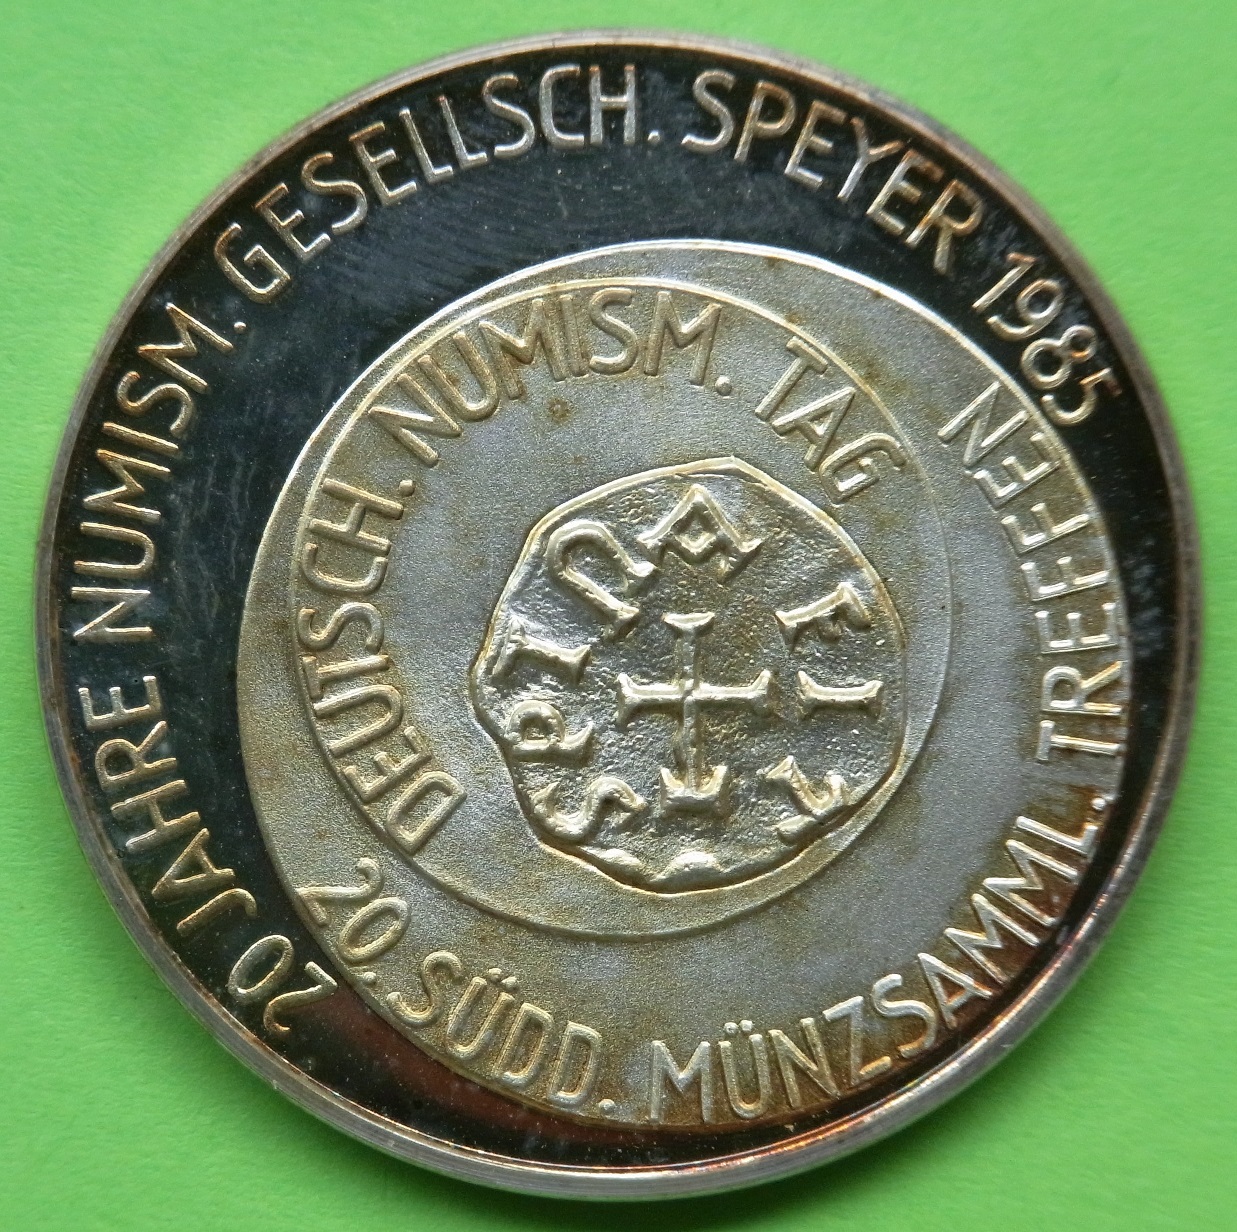 20 JAHRE NUMISM. GESELLSCH. SPEYER 1985
20. SÜDD. MÜNZSAMML. TREFFEN
DEUTSCH. NUMISM. TAG